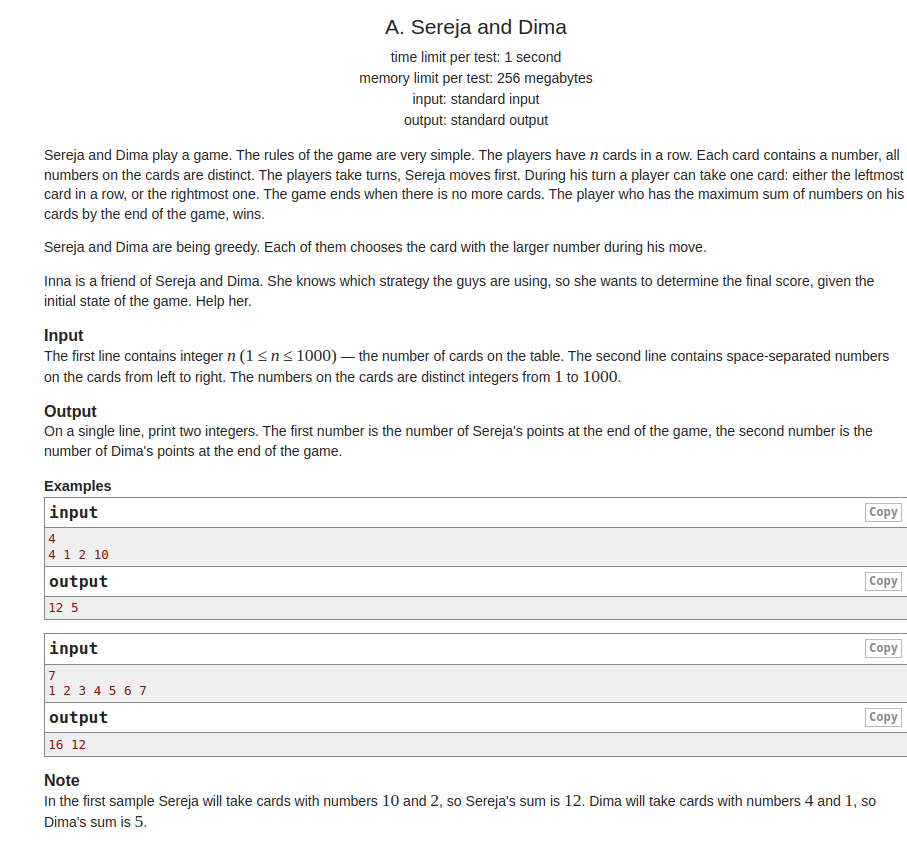 A. Sereja and Dima
time limit per test: 1 second
memory limit per test: 256 megabytes
input: standard input
output: standard output
Sereja and Dima play a game. The rules of the game are very simple. The players have n cards in a row. Each card contains a number, all
numbers on the cards are distinct. The players take turns, Sereja moves first. During his turn a player can take one card: either the leftmost
card in a row, or the rightmost one. The game ends when there is no more cards. The player who has the maximum sum of numbers on his
cards by the end of the game, wins.
Sereja and Dima are being greedy. Each of them chooses the card with the larger number during his move.
Inna is a friend of Sereja and Dima. She knows which strategy the guys are using, so she wants to determine the final score, given the
initial state of the game. Help her.
Input
The first line contains integer n (1 ≤ n ≤ 1000) — the number of cards on the table. The second line contains space-separated numbers
on the cards from left to right. The numbers on the cards are distinct integers from 1 to 1000.
Output
On a single line, print two integers. The first number is the number of Sereja's points at the end of the game, the second number is the
number of Dima's points at the end of the game.
Examples
input Copy
4
4 1 2 10
output Copy
12 5
input Copy
7
1 2 3 4 5 6 7
output Copy
16 12
Note
In the first sample Sereja will take cards with numbers 10 and 2, so Sereja's sum is 12. Dima will take cards with numbers 4 and 1, so
Dima's sum is 5.